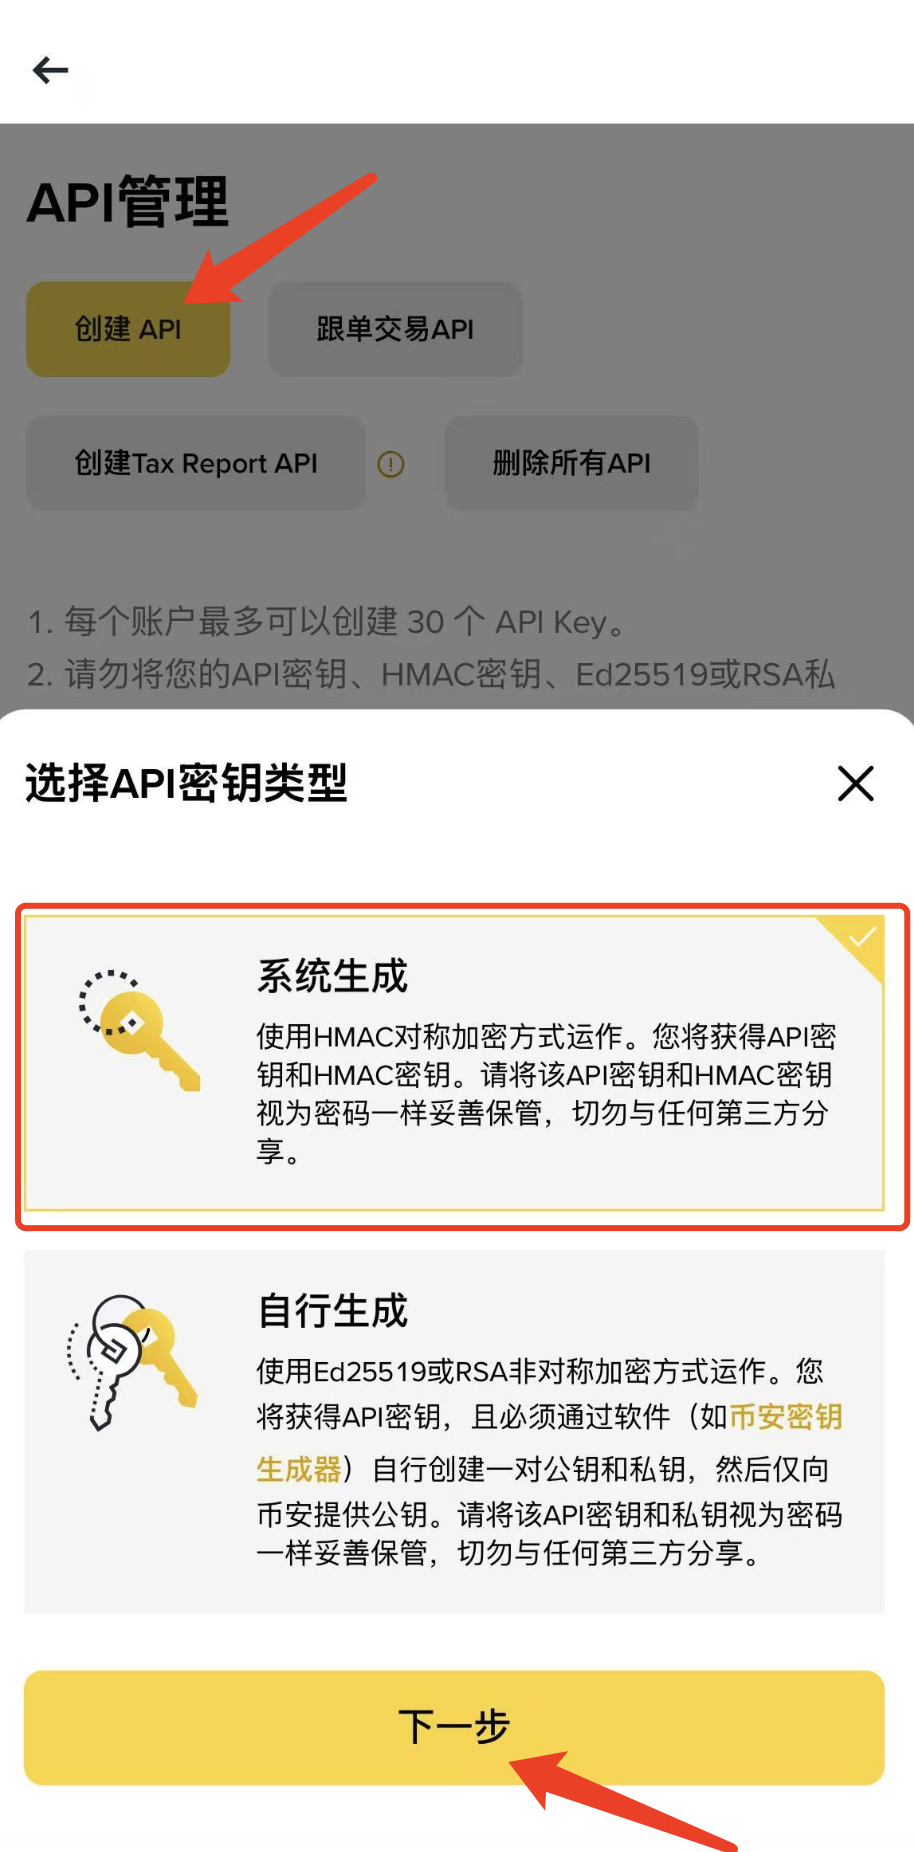 API管理
创建 API
跟单交易API
创建Tax Report API
删除所有API
1. 每个账户最多可以创建 30 个 API Key。
2. 请勿将您的API密钥、HMAC密钥、Ed25519或RSA私
选择API密钥类型
系统生成
使用HMAC对称加密方式运作。您将获得API密
钥和HMAC密钥。请将该API密钥和HMAC密钥
视为密码一样妥善保管，切勿与任何第三方分
享。
自行生成
使用Ed25519或RSA非对称加密方式运作。您
将获得API密钥，且必须通过软件（如币安密钥
生成器）自行创建一对公钥和私钥，然后仅向
币安提供公钥。请将该API密钥和私钥视为密码
一样妥善保管，切勿与任何第三方分享。
下一步